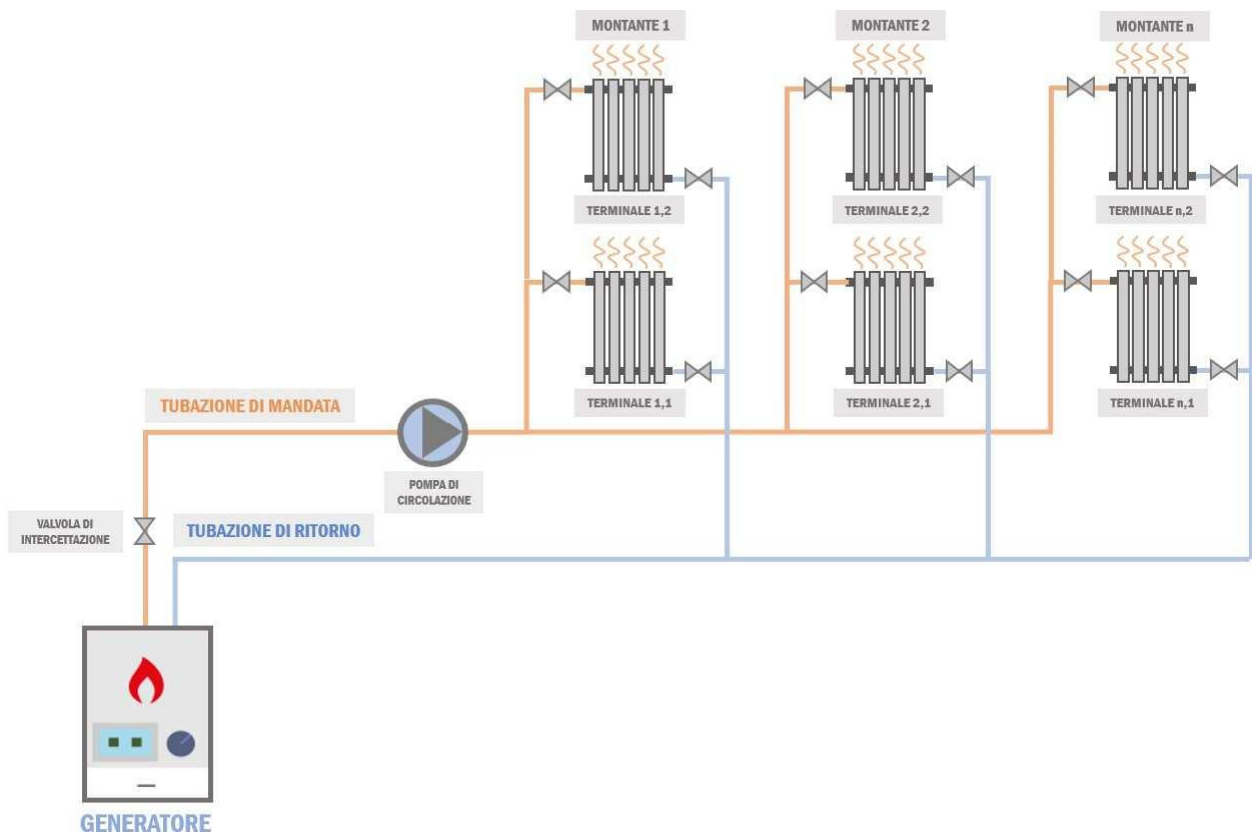 MONTANTE 1
MONTANTE 2
MONTANTE n
TERMINALE 1,2
TERMINALE 2,2
TERMINALE n,2
TERMINALE 1,1
TERMINALE 2,1
TERMINALE n,1
TUBAZIONE DI MANDATA
POMPA DI
CIRCOLAZIONE
VALVOLA DI
INTERCETTAZIONE
TUBAZIONE DI RITORNO
GENERATORE